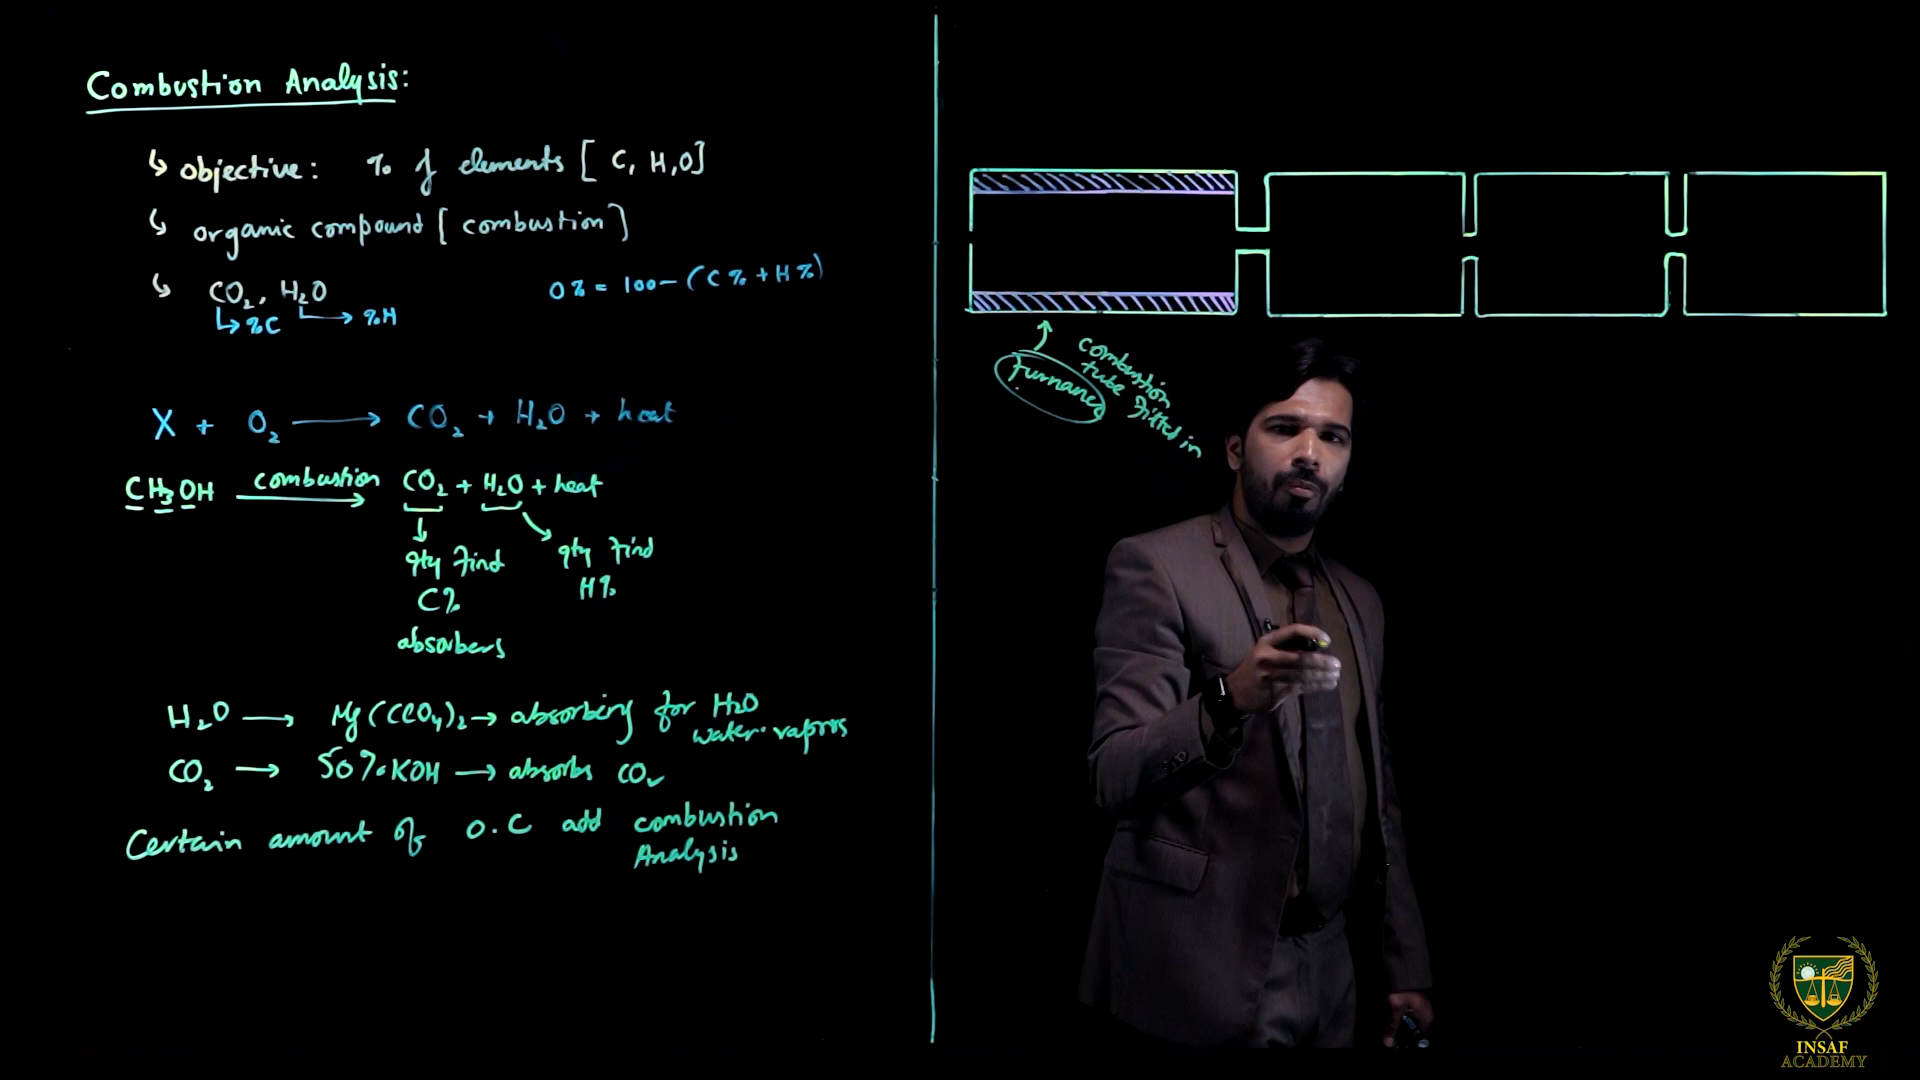 Combustion Analysis:
↳ objective: % of elements [ C, H, O]
↳ organic compound [ combustion ]
↳ CO₂, H₂O
↳ %C → %H
O% = 100 - (C% + H%)
X + O₂ → CO₂ + H₂O + heat
CH₃OH combustion → CO₂ + H₂O + heat
qty find
C%
absorbers
qty find
H%
H₂O → Mg(ClO₄)₂ → absorbing for H₂O
water vapros
CO₂ → 50% KOH → absorbs CO₂
Certain amount of O.C add combustion
Analysis
combustion
tube fitted in
furnance
INSAF
ACADEMY